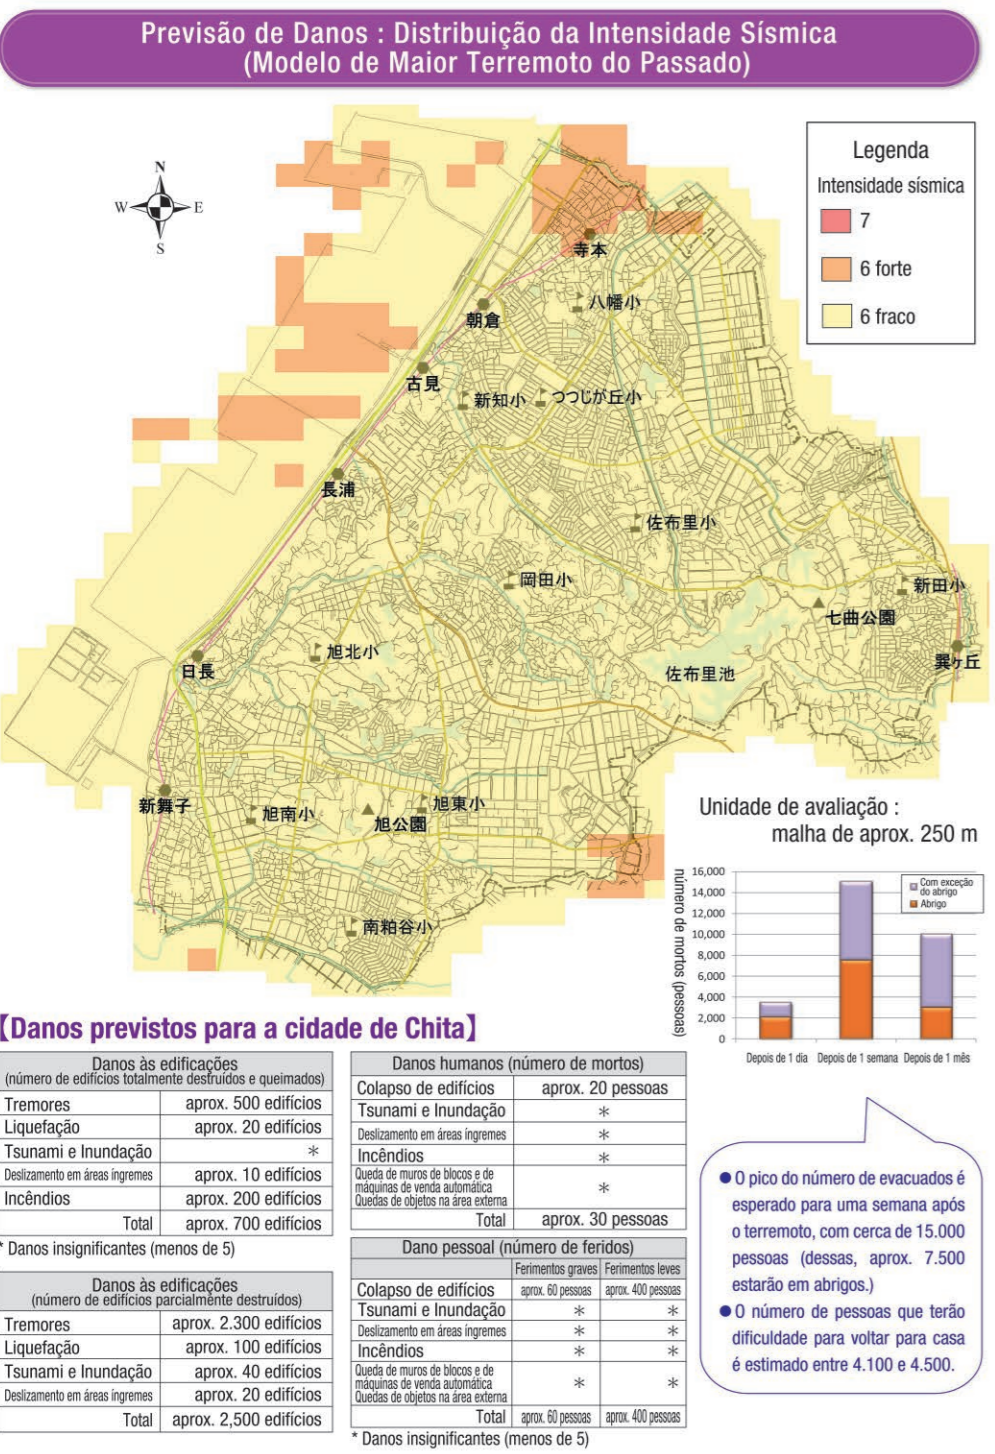 Previsão de Danos : Distribuição da Intensidade Sísmica
(Modelo de Maior Terremoto do Passado)
Legenda
Intensidade sísmica
7
6 forte
6 fraco
N
W
E
S
寺本
八幡小
朝倉
古見
新知小
つつじが丘小
長浦
佐布里小
岡田小
新田小
七曲公園
旭北小
日長
佐布里池
巽ヶ丘
新舞子
旭南小
旭公園
旭東小
南粕谷小
Unidade de avaliação :
malha de aprox. 250 m
número de mortos (pessoas)
16,000
14,000
12,000
10,000
8,000
6,000
4,000
2,000
0
Com exceção
do abrigo
Abrigo
Depois de 1 dia
Depois de 1 semana
Depois de 1 mês
【Danos previstos para a cidade de Chita】
Danos às edificações
(número de edifícios totalmente destruídos e queimados)
Tremores aprox. 500 edifícios
Liquefação aprox. 20 edifícios
Tsunami e Inundação *
Deslizamento em áreas íngremes aprox. 10 edifícios
Incêndios aprox. 200 edifícios
Total aprox. 700 edifícios
* Danos insignificantes (menos de 5)
Danos às edificações
(número de edifícios parcialmente destruídos)
Tremores aprox. 2.300 edifícios
Liquefação aprox. 100 edifícios
Tsunami e Inundação aprox. 40 edifícios
Deslizamento em áreas íngremes aprox. 20 edifícios
Total aprox. 2,500 edifícios
Danos humanos (número de mortos)
Colapso de edifícios aprox. 20 pessoas
Tsunami e Inundação *
Deslizamento em áreas íngremes *
Incêndios *
Queda de muros de blocos e de
máquinas de venda automática *
Quedas de objetos na área externa
Total aprox. 30 pessoas
Dano pessoal (número de feridos)
Ferimentos graves Ferimentos leves
Colapso de edifícios aprox. 60 pessoas aprox. 400 pessoas
Tsunami e Inundação * *
Deslizamento em áreas íngremes * *
Incêndios * *
Queda de muros de blocos e de
máquinas de venda automática * *
Quedas de objetos na área externa
Total aprox. 60 pessoas aprox. 400 pessoas
* Danos insignificantes (menos de 5)
● O pico do número de evacuados é
esperado para uma semana após
o terremoto, com cerca de 15.000
pessoas (dessas, aprox. 7.500
estarão em abrigos.)
● O número de pessoas que terão
dificuldade para voltar para casa
é estimado entre 4.100 e 4.500.